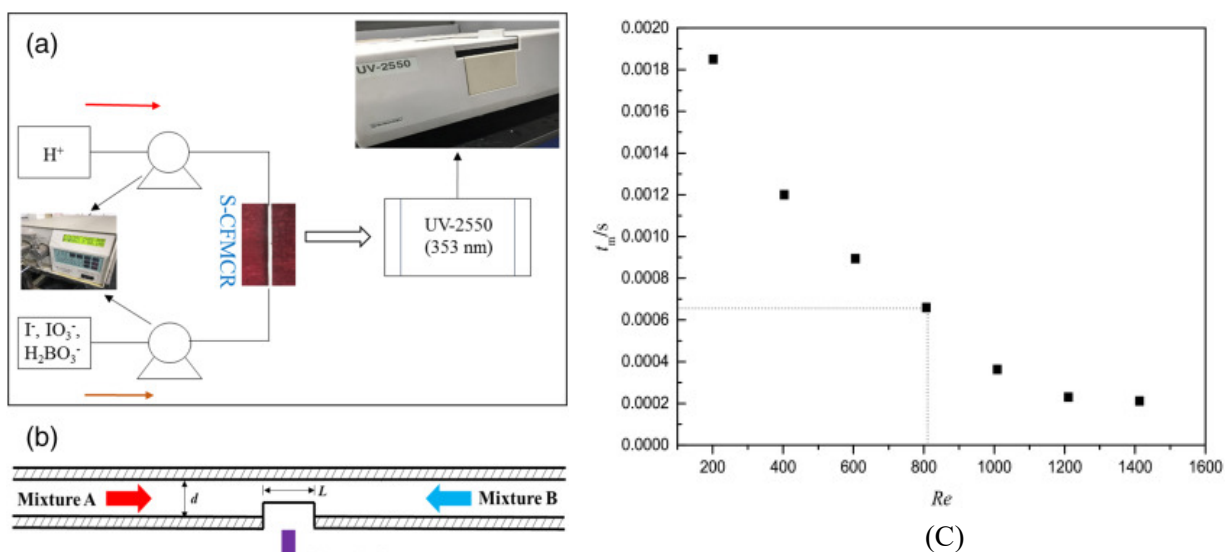 (a)
UV-2550
H⁺
S-CFMCR
UV-2550
(353 nm)
I⁻, IO₃⁻,
H₂BO₃⁻
(b)
Mixture A
d
L
Mixture B
0.0020
0.0018
0.0016
0.0014
0.0012
0.0010
0.0008
0.0006
0.0004
0.0002
0.0000
tₘ/s
200
400
600
800
1000
1200
1400
1600
Re
(C)